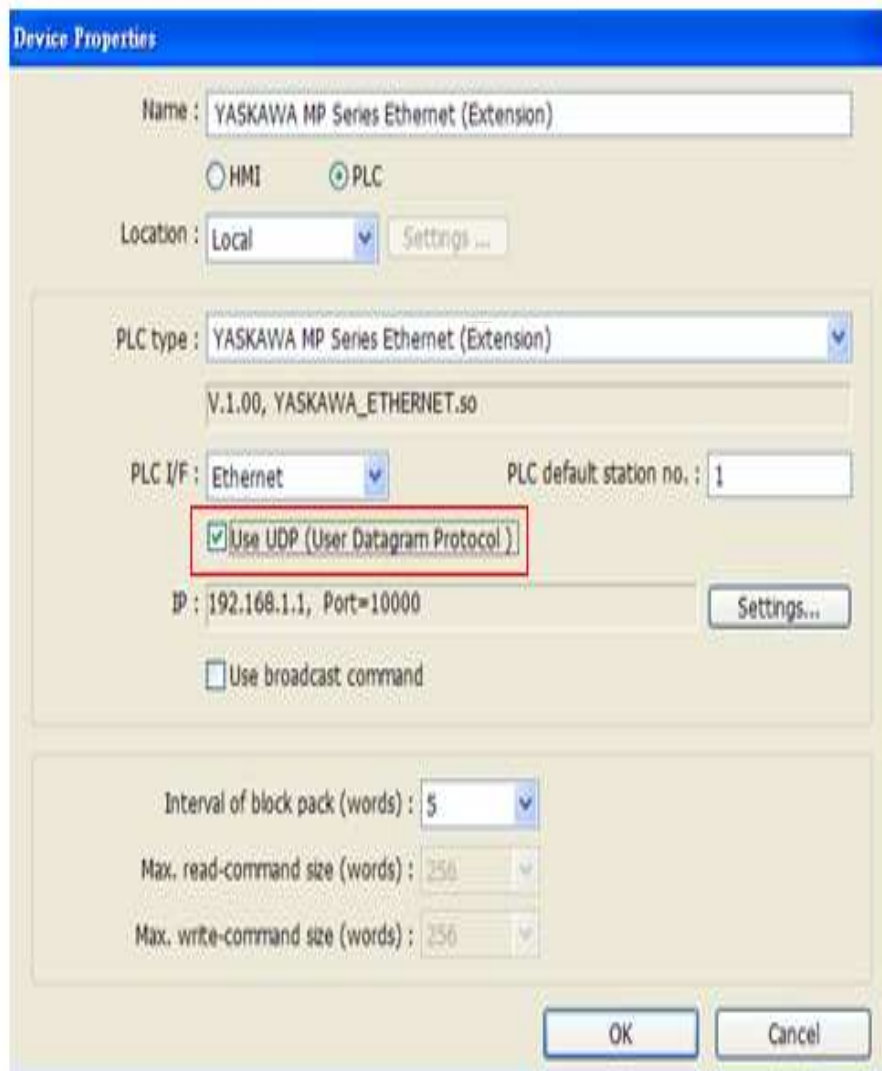 Device Properties
Name : YASKAWA MP Series Ethernet (Extension)
HMI PLC
Location : Local Settings ...
PLC type : YASKAWA MP Series Ethernet (Extension)
V.1.00, YASKAWA_ETHERNET.so
PLC I/F : Ethernet PLC default station no. : 1
Use UDP (User Datagram Protocol )
IP : 192.168.1.1, Port=10000 Settings...
Use broadcast command
Interval of block pack (words) : 5
Max. read-command size (words) : 256
Max. write-command size (words) : 256
OK Cancel